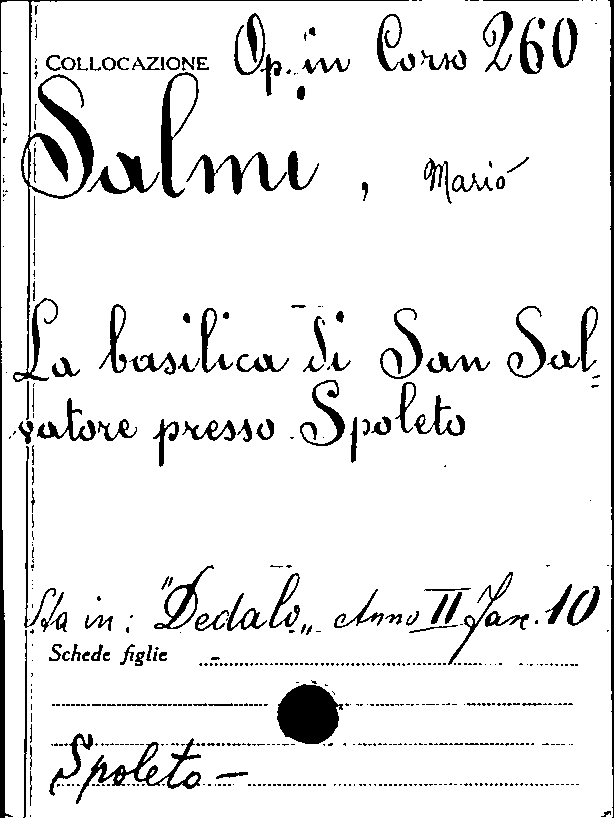 COLLOCAZIONE Op. in Corso 260
Salmi, Mario
La basilica di San Sal=
vatore presso Spoleto
Sta in: "Dedalo„ Anno II Fasc. 10
Schede figlie
Spoleto —